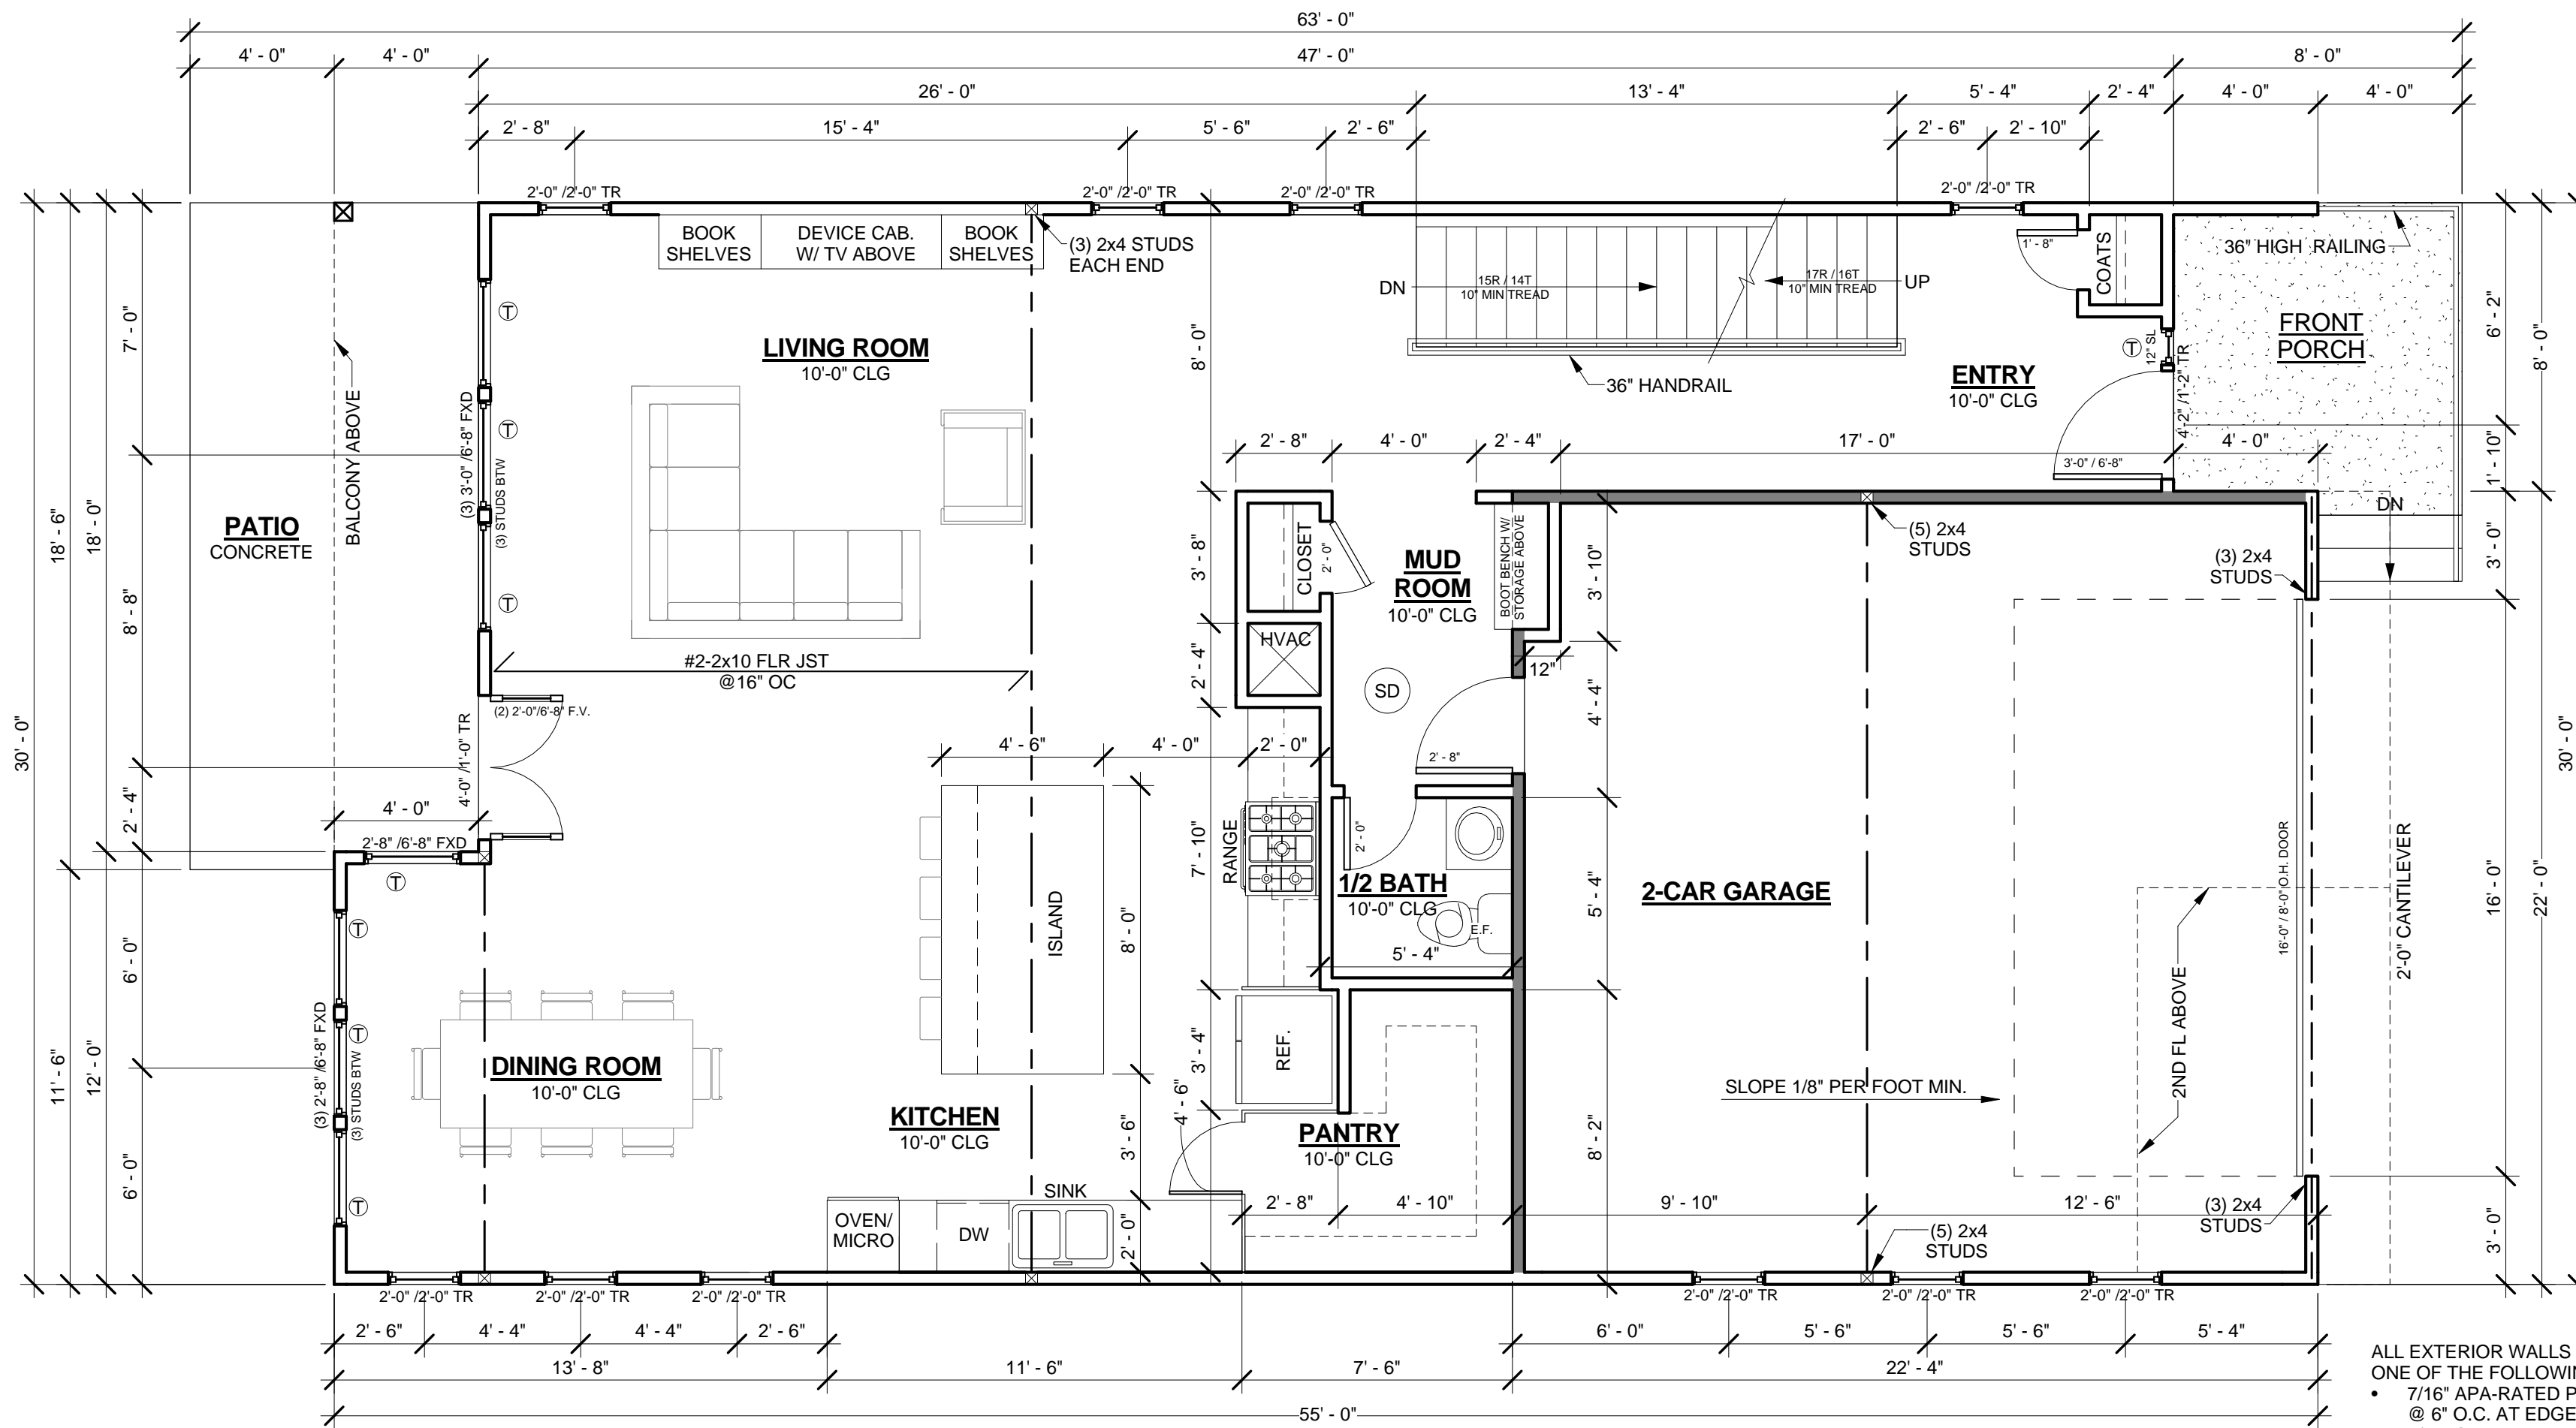 63' - 0"
4' - 0"
4' - 0"
47' - 0"
8' - 0"
26' - 0"
13' - 4"
5' - 4"
2' - 4"
4' - 0"
4' - 0"
2' - 8"
15' - 4"
5' - 6"
2' - 6"
2' - 6"
2' - 10"
2'-0" /2'-0" TR
2'-0" /2'-0" TR
2'-0" /2'-0" TR
2'-0" /2'-0" TR
BOOK
SHELVES
DEVICE CAB.
W/ TV ABOVE
BOOK
SHELVES
(3) 2x4 STUDS
EACH END
DN
15R / 14T
10" MIN TREAD
17R / 16T
10" MIN TREAD
UP
1' - 8"
COATS
36" HIGH RAILING
FRONT
PORCH
6' - 2"
8' - 0"
T
T
T
7' - 0"
LIVING ROOM
10'-0" CLG
8' - 0"
36" HANDRAIL
ENTRY
10'-0" CLG
T
12" SL
4'-2" /1'-2" TR
BALCONY ABOVE
(3) 3'-0" /6'-8" FXD
(3) STUDS BTW
2' - 8"
4' - 0"
2' - 4"
17' - 0"
4' - 0"
3'-0" / 6'-8"
1' - 10"
PATIO
CONCRETE
18' - 6"
18' - 0"
8' - 8"
3' - 8"
CLOSET
2' - 0"
MUD
ROOM
10'-0" CLG
BOOT BENCH W/
STORAGE ABOVE
3' - 10"
(5) 2x4
STUDS
(3) 2x4
STUDS
DN
3' - 0"
#2-2x10 FLR JST
@16" OC
2' - 4"
HVAC
SD
12"
4' - 4"
2' - 8"
(2) 2'-0"/6'-8" F.V.
4'-0" /1'-0" TR
30' - 0"
30' - 0"
4' - 6"
4' - 0"
2' - 0"
2' - 4"
4' - 0"
2'-8" /6'-8" FXD
T
7' - 10"
RANGE
2' - 0"
1/2 BATH
10'-0" CLG
E.F.
5' - 4"
5' - 4"
2-CAR GARAGE
16'-0" / 8'-0" O.H. DOOR
2'-0" CANTILEVER
16' - 0"
22' - 0"
ISLAND
8' - 0"
T
T
T
6' - 0"
(3) 2'-8" /6'-8" FXD
(3) STUDS BTW
DINING ROOM
10'-0" CLG
11' - 6"
12' - 0"
6' - 0"
3' - 4"
REF.
2ND FL ABOVE
SLOPE 1/8" PER FOOT MIN.
KITCHEN
10'-0" CLG
3' - 6"
4' - 6"
PANTRY
10'-0" CLG
8' - 2"
SINK
OVEN/
MICRO
DW
2' - 0"
2' - 8"
4' - 10"
9' - 10"
12' - 6"
(5) 2x4
STUDS
(3) 2x4
STUDS
3' - 0"
2'-0" /2'-0" TR
2'-0" /2'-0" TR
2'-0" /2'-0" TR
2'-0" /2'-0" TR
2'-0" /2'-0" TR
2'-0" /2'-0" TR
2' - 6"
4' - 4"
4' - 4"
2' - 6"
6' - 0"
5' - 6"
5' - 6"
5' - 4"
13' - 8"
11' - 6"
7' - 6"
22' - 4"
55' - 0"
ALL EXTERIOR WALLS
ONE OF THE FOLLOWIN
• 7/16" APA-RATED P
@ 6" O.C. AT EDGE